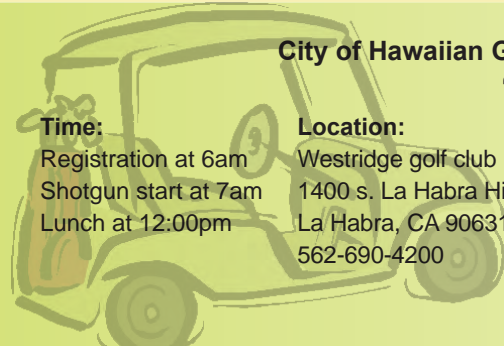 City of Hawaiian G
Time:
Registration at 6am
Shotgun start at 7am
Lunch at 12:00pm
Location:
Westridge golf club
1400 s. La Habra Hi
La Habra, CA 90631
562-690-4200